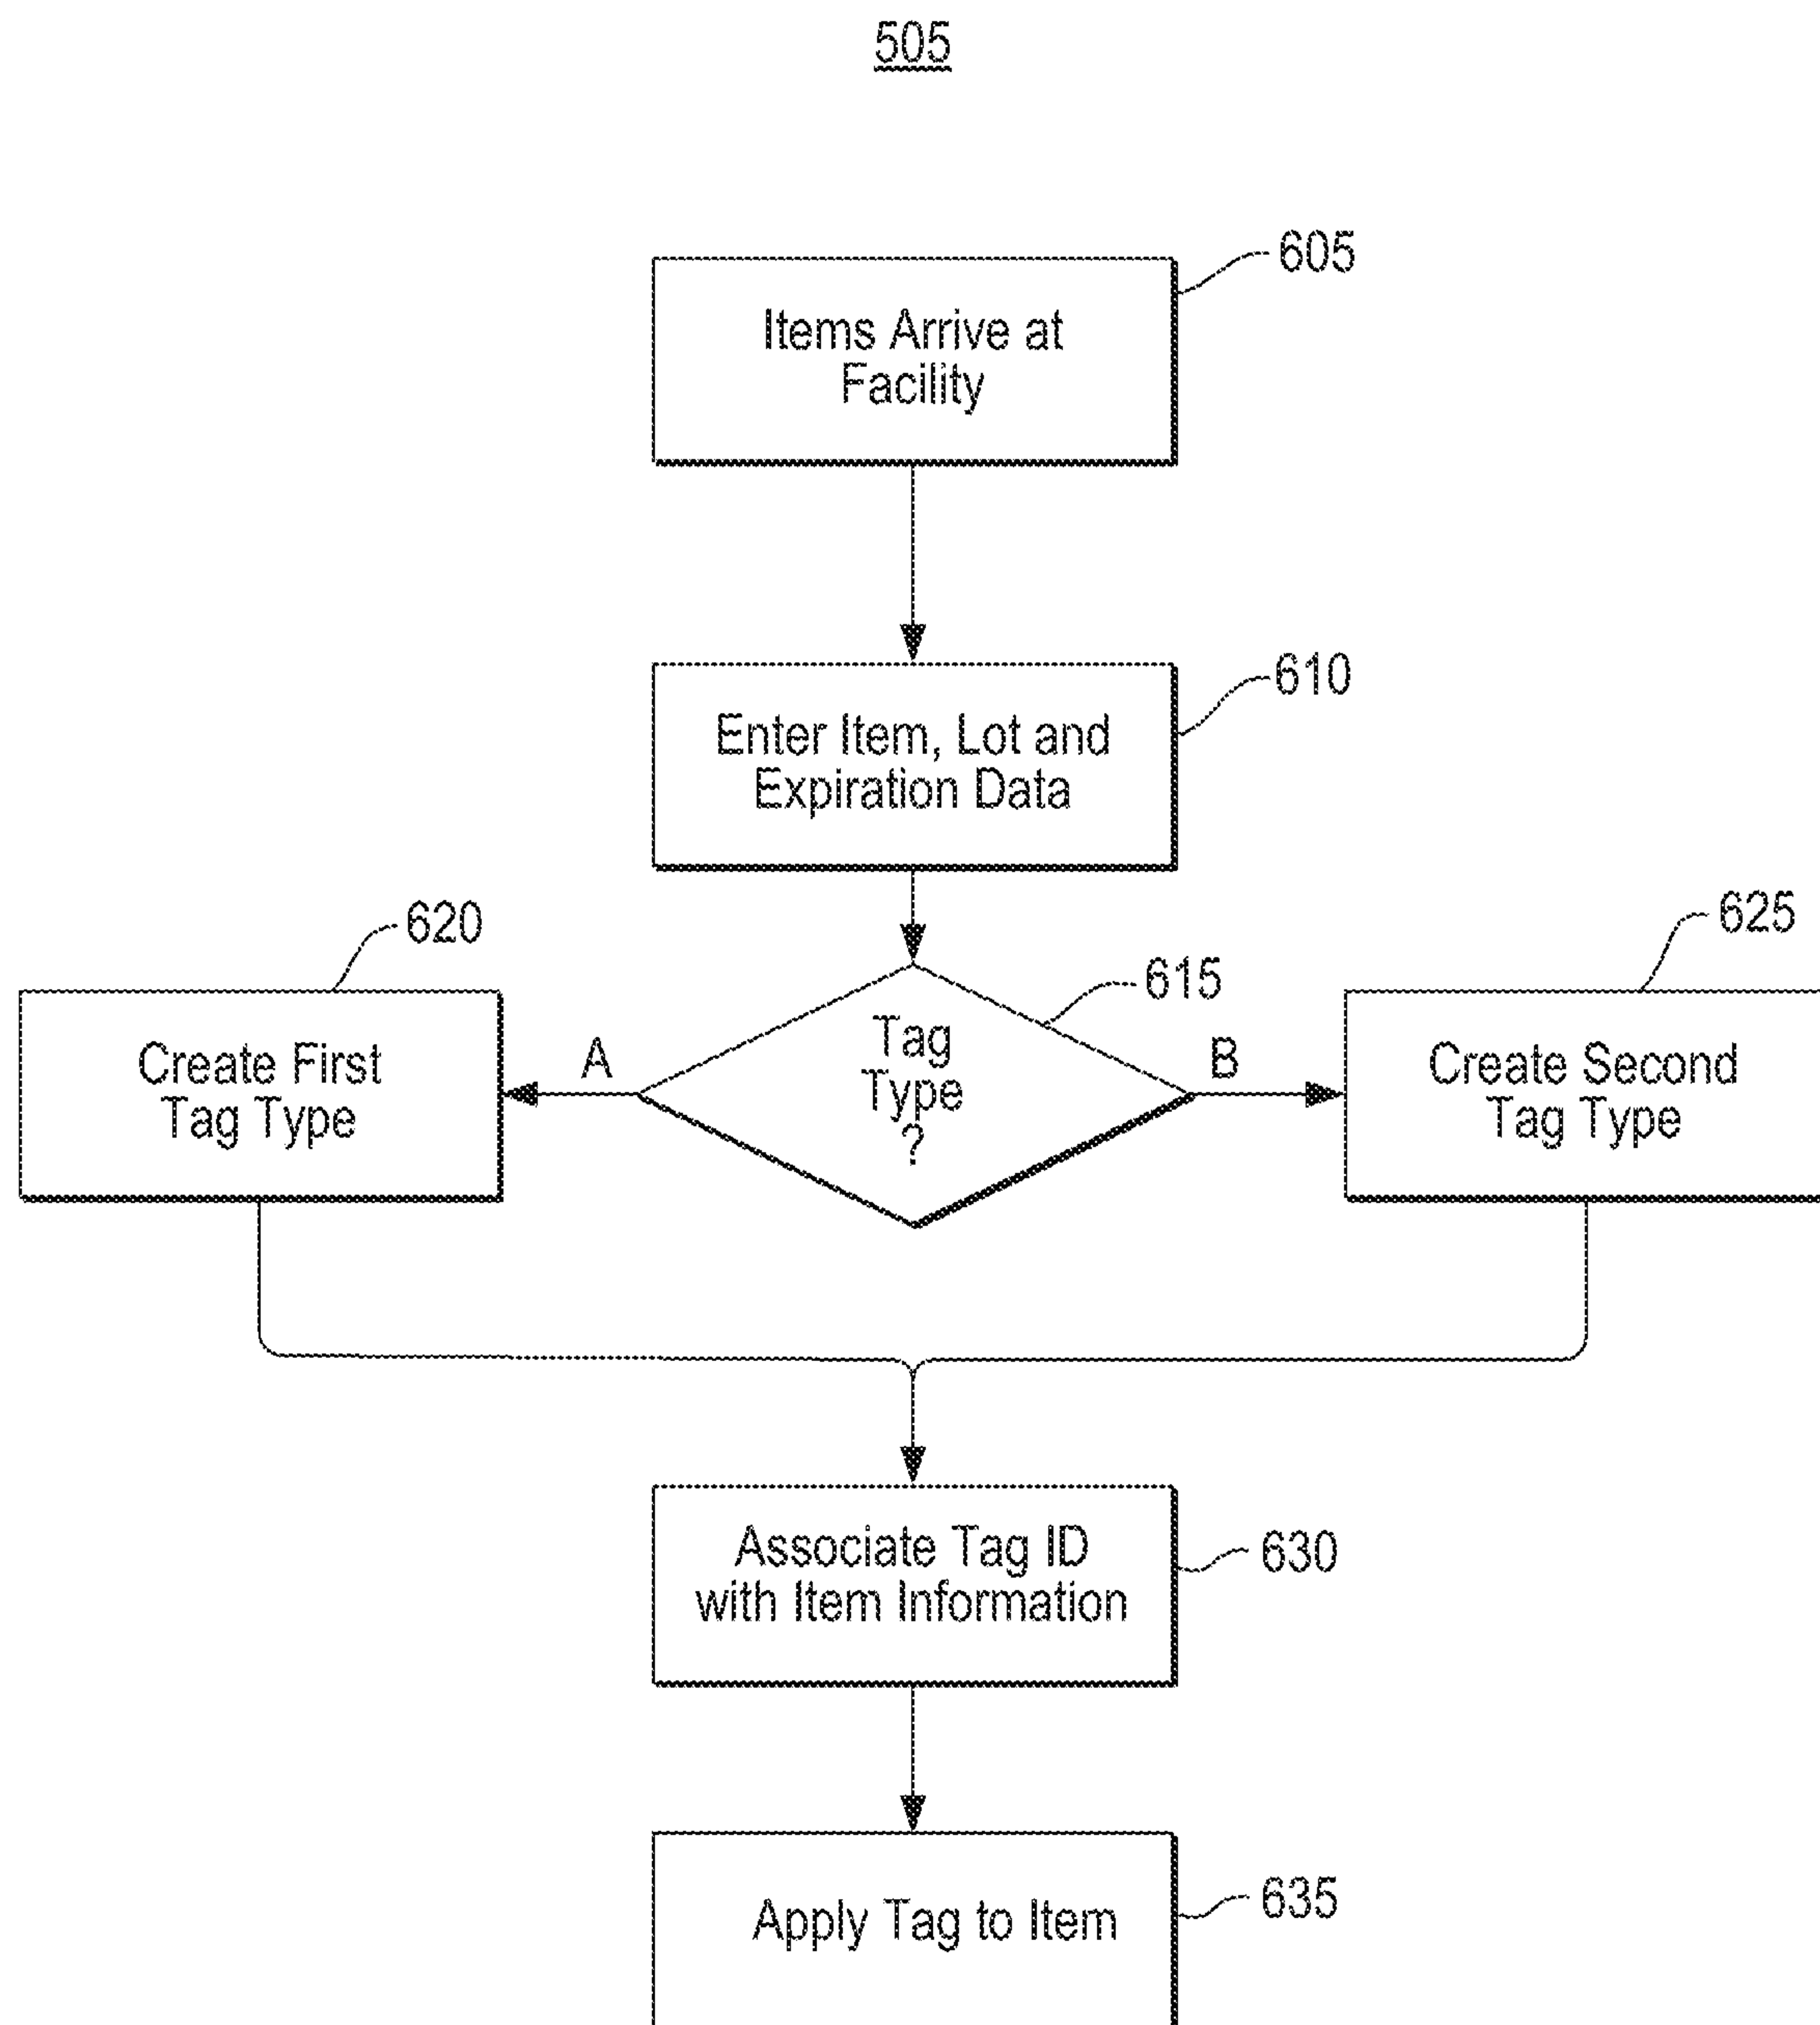 505
605
Items Arrive at
Facility
610
Enter Item, Lot and
Expiration Data
620
625
615
A
Tag
Type
?
B
Create First
Tag Type
Create Second
Tag Type
630
Associate Tag ID
with Item Information
635
Apply Tag to Item